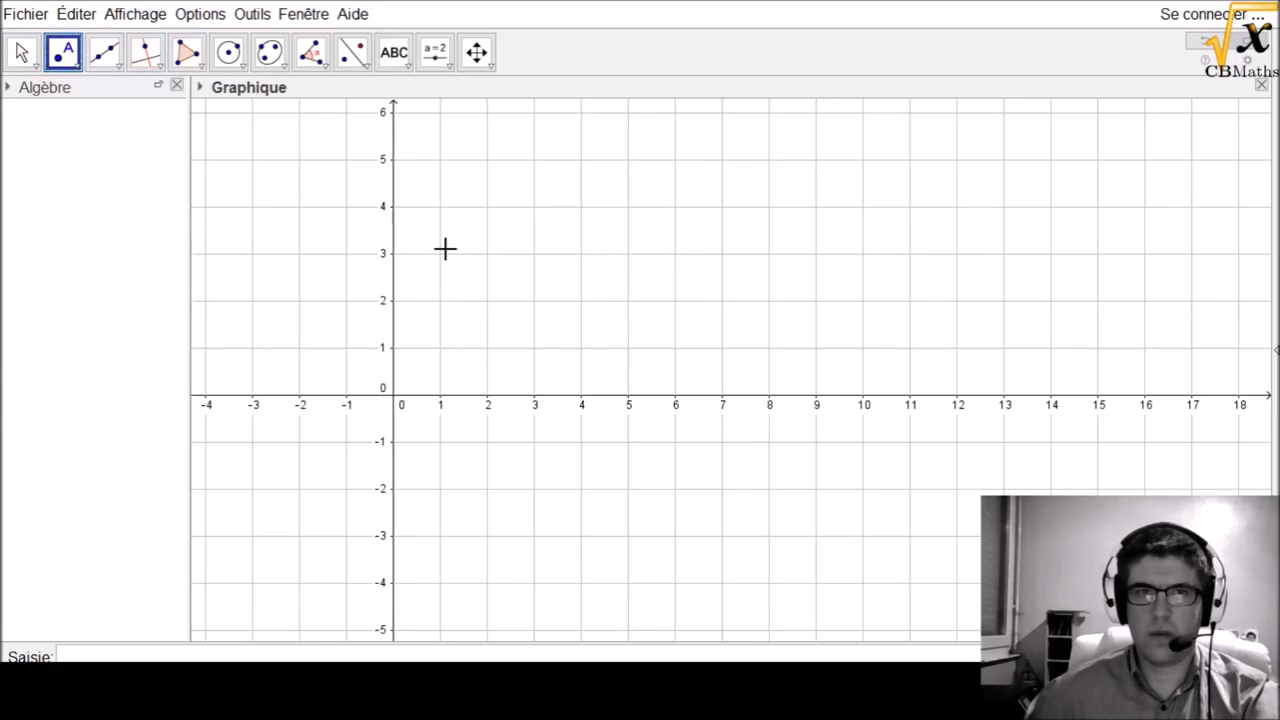 Fichier Éditer Affichage Options Outils Fenêtre Aide
Se connecter ...
A
ABC
a=2
x
CBMaths
Algèbre
Graphique
6
5
4
3
2
1
0
-4 -3 -2 -1 0 1 2 3 4 5 6 7 8 9 10 11 12 13 14 15 16 17 18
-1
-2
-3
-4
-5
Saisie: